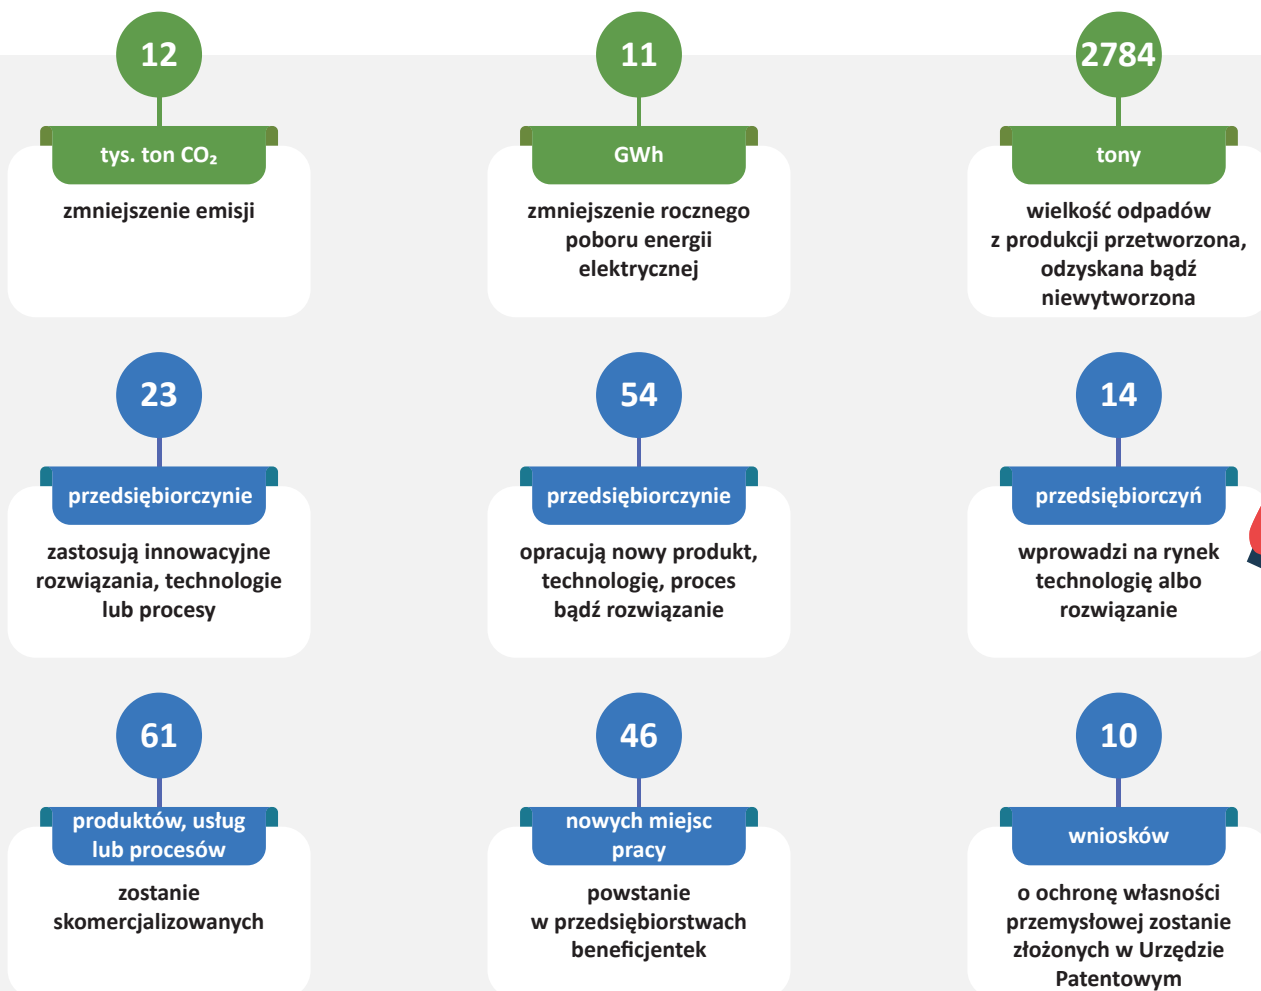 12
tys. ton CO₂
zmniejszenie emisji
11
GWh
zmniejszenie rocznego
poboru energii
elektrycznej
2784
tony
wielkość odpadów
z produkcji przetworzona,
odzyskana bądź
niewytworzona
23
przedsiębiorczynie
zastosują innowacyjne
rozwiązania, technologie
lub procesy
54
przedsiębiorczynie
opracują nowy produkt,
technologię, proces
bądź rozwiązanie
14
przedsiębiorczyń
wprowadzi na rynek
technologię albo
rozwiązanie
61
produktów, usług
lub procesów
zostanie
skomercjalizowanych
46
nowych miejsc
pracy
powstanie
w przedsiębiorstwach
beneficjentek
10
wniosków
o ochronę własności
przemysłowej zostanie
złożonych w Urzędzie
Patentowym